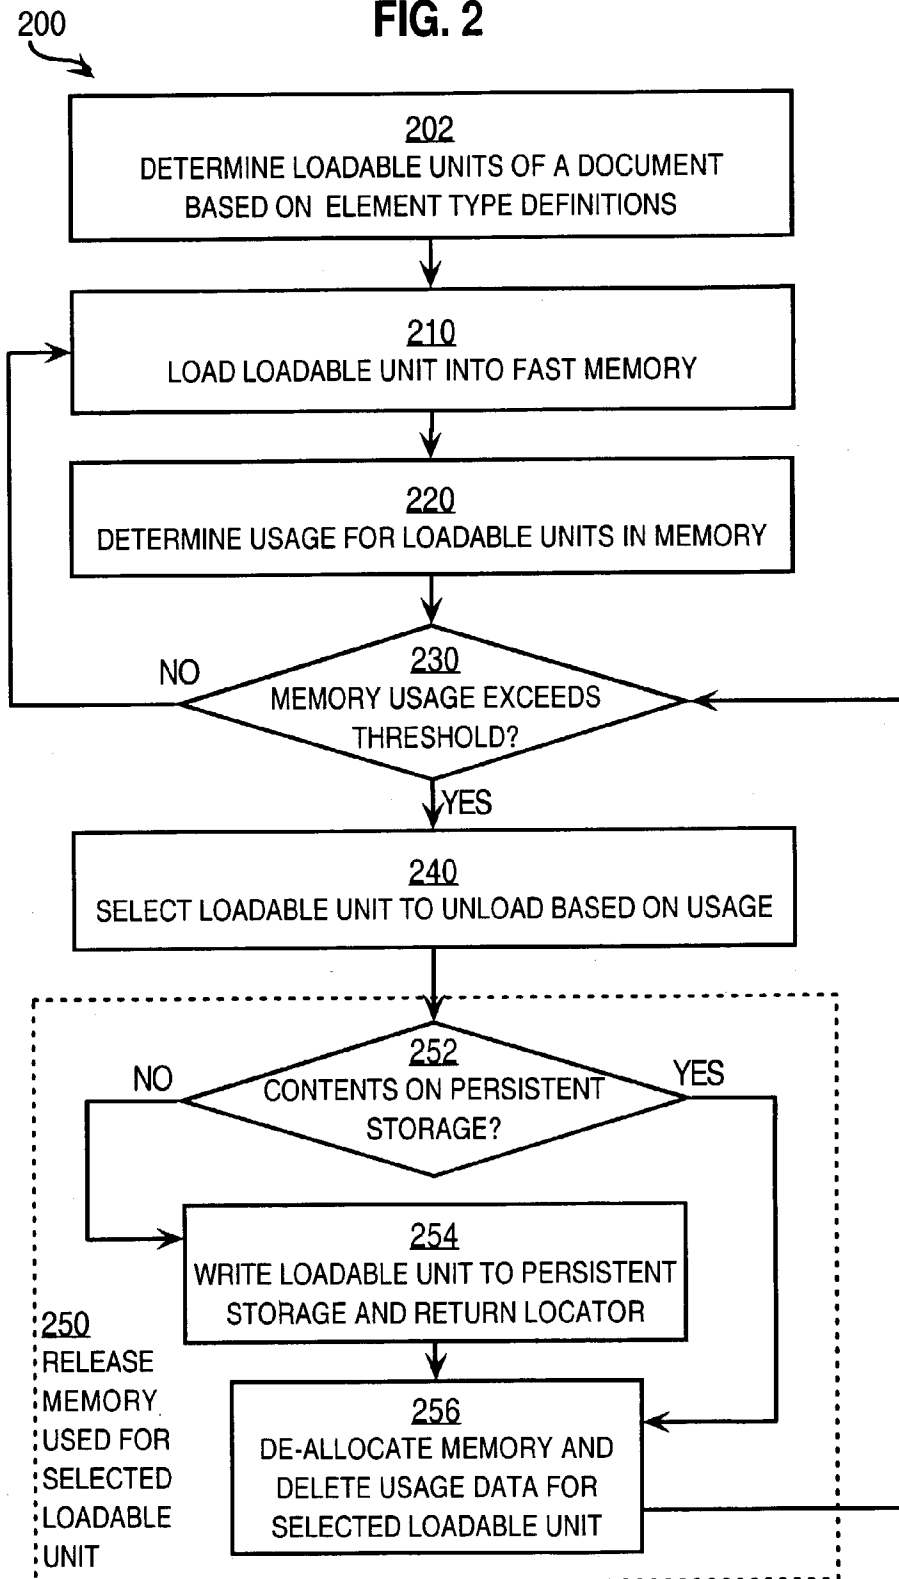 FIG. 2
200
202
DETERMINE LOADABLE UNITS OF A DOCUMENT
BASED ON ELEMENT TYPE DEFINITIONS
210
LOAD LOADABLE UNIT INTO FAST MEMORY
220
DETERMINE USAGE FOR LOADABLE UNITS IN MEMORY
230
MEMORY USAGE EXCEEDS
THRESHOLD?
NO
YES
240
SELECT LOADABLE UNIT TO UNLOAD BASED ON USAGE
252
CONTENTS ON PERSISTENT
STORAGE?
NO
YES
254
WRITE LOADABLE UNIT TO PERSISTENT
STORAGE AND RETURN LOCATOR
250
RELEASE
MEMORY
USED FOR
SELECTED
LOADABLE
UNIT
256
DE-ALLOCATE MEMORY AND
DELETE USAGE DATA FOR
SELECTED LOADABLE UNIT